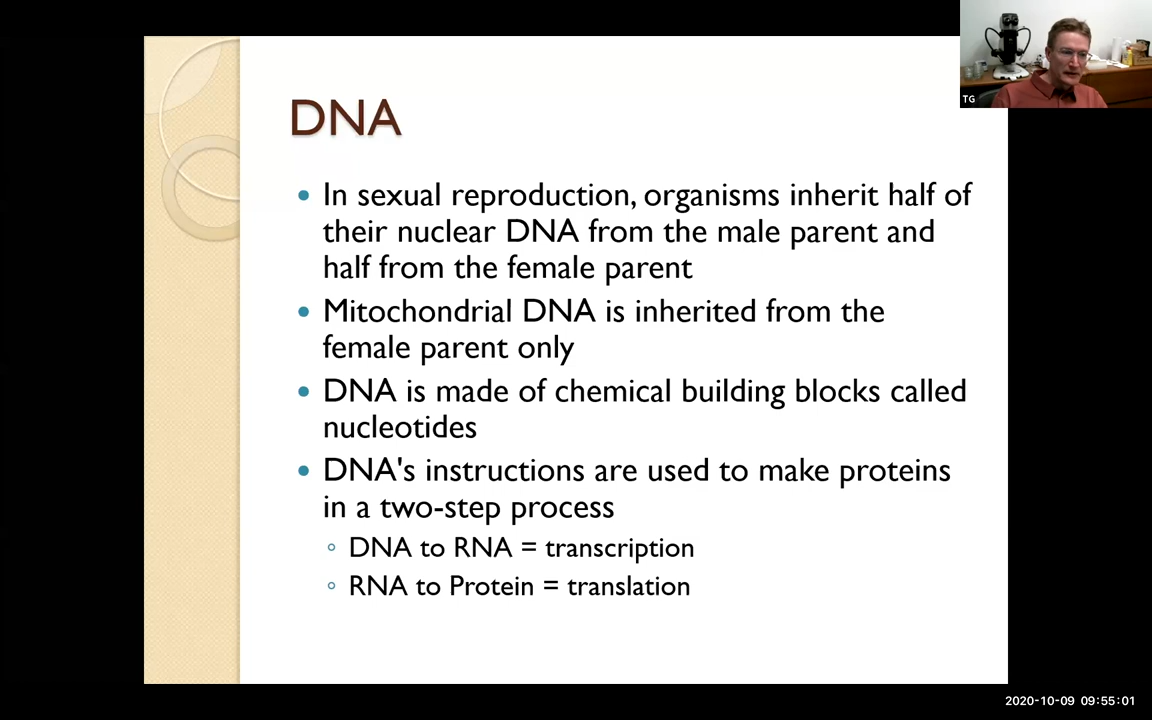 DNA
TG
• In sexual reproduction, organisms inherit half of
their nuclear DNA from the male parent and
half from the female parent
• Mitochondrial DNA is inherited from the
female parent only
• DNA is made of chemical building blocks called
nucleotides
• DNA's instructions are used to make proteins
in a two-step process
◦ DNA to RNA = transcription
◦ RNA to Protein = translation
2020-10-09 09:55:01